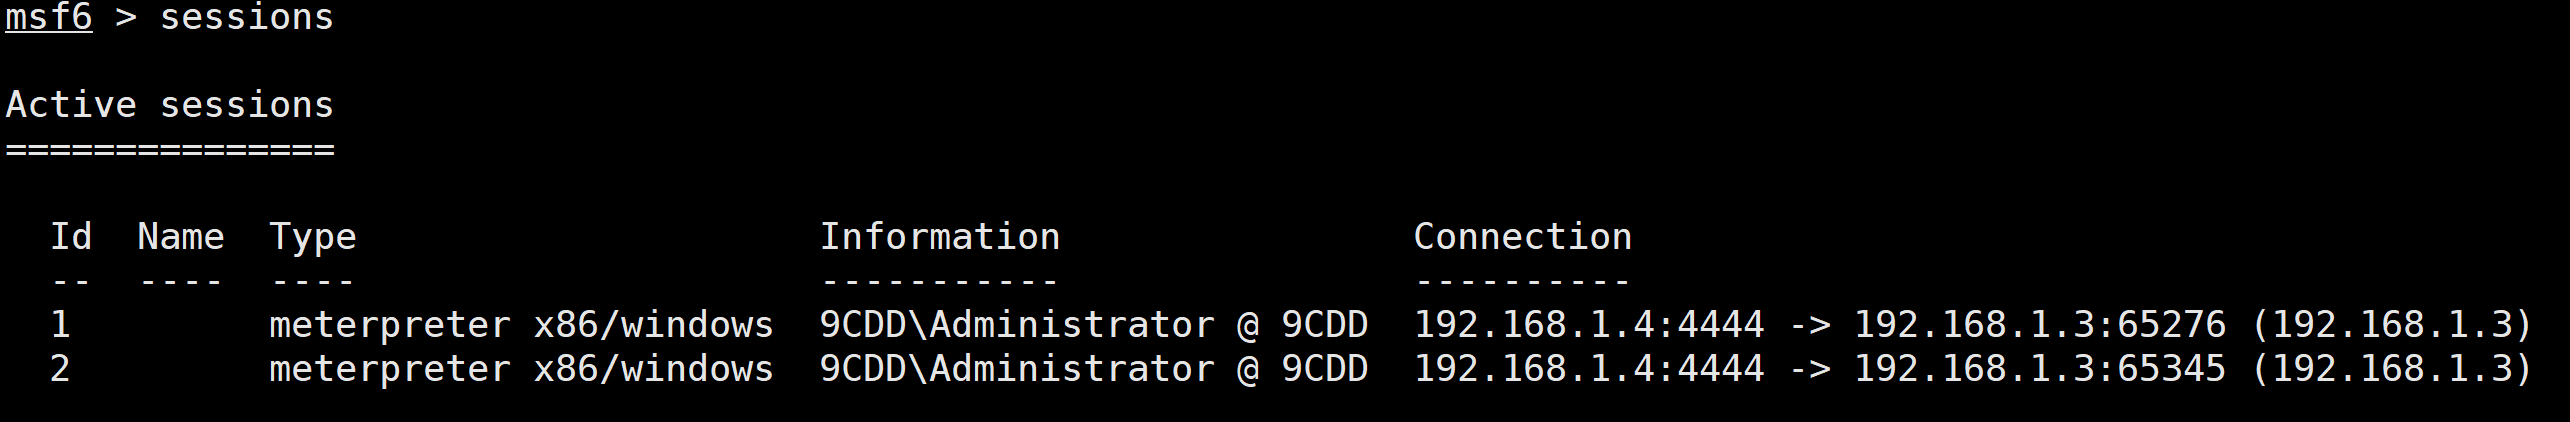 msf6 > sessions
Active sessions
===============
Id  Name  Type                     Information                Connection
--  ----  ----                     -----------                ----------
1         meterpreter x86/windows  9CDD\Administrator @ 9CDD  192.168.1.4:4444 -> 192.168.1.3:65276 (192.168.1.3)
2         meterpreter x86/windows  9CDD\Administrator @ 9CDD  192.168.1.4:4444 -> 192.168.1.3:65345 (192.168.1.3)